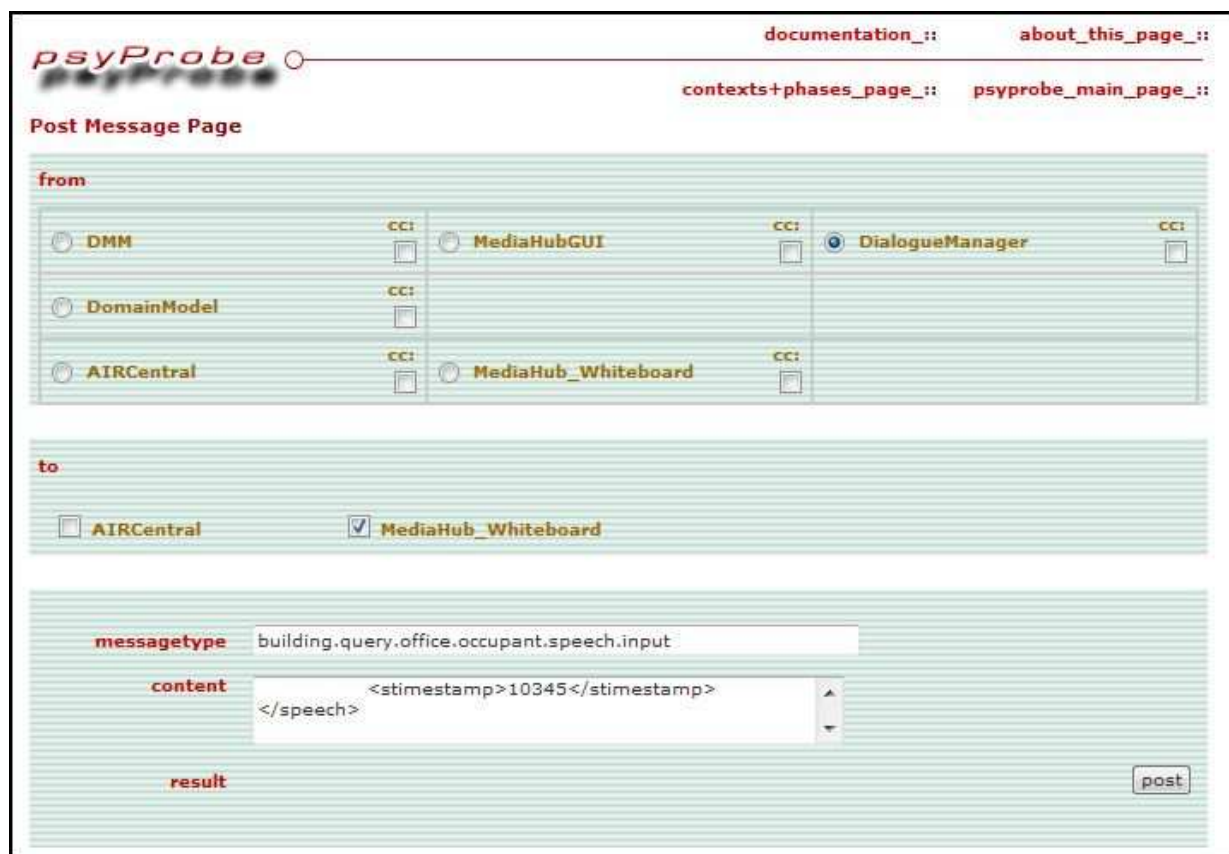 documentation_:: about_this_page_::
psyProbe
contexts+phases_page_:: psyprobe_main_page_::
Post Message Page
from
DMM cc: MediaHubGUI cc: DialogueManager cc:
DomainModel cc:
AIRCentral cc: MediaHub_Whiteboard cc:
to
AIRCentral MediaHub_Whiteboard
messagetype building.query.office.occupant.speech.input
content <stimestamp>10345</stimestamp>
</speech>
result post